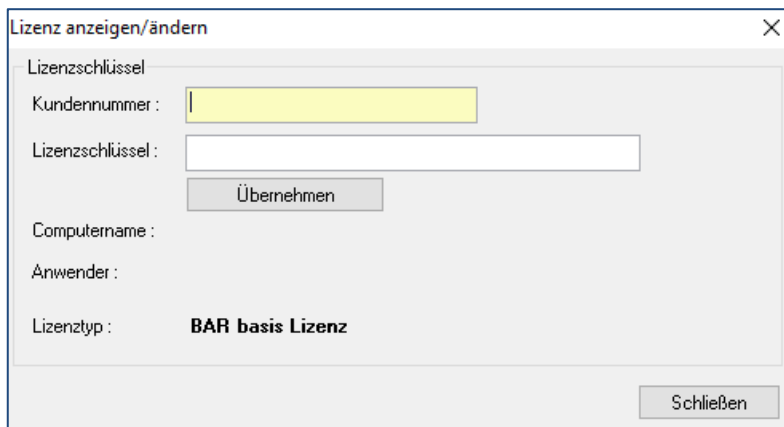 Lizenz anzeigen/ändern
Lizenzschlüssel
Kundennummer :
Lizenzschlüssel :
Übernehmen
Computername :
Anwender :
Lizenztyp : BAR basis Lizenz
Schließen